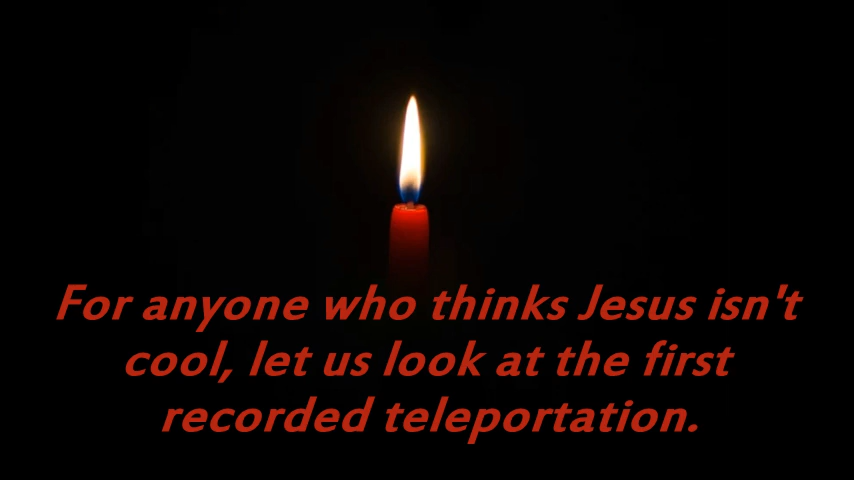 For anyone who thinks Jesus isn't
cool, let us look at the first
recorded teleportation.